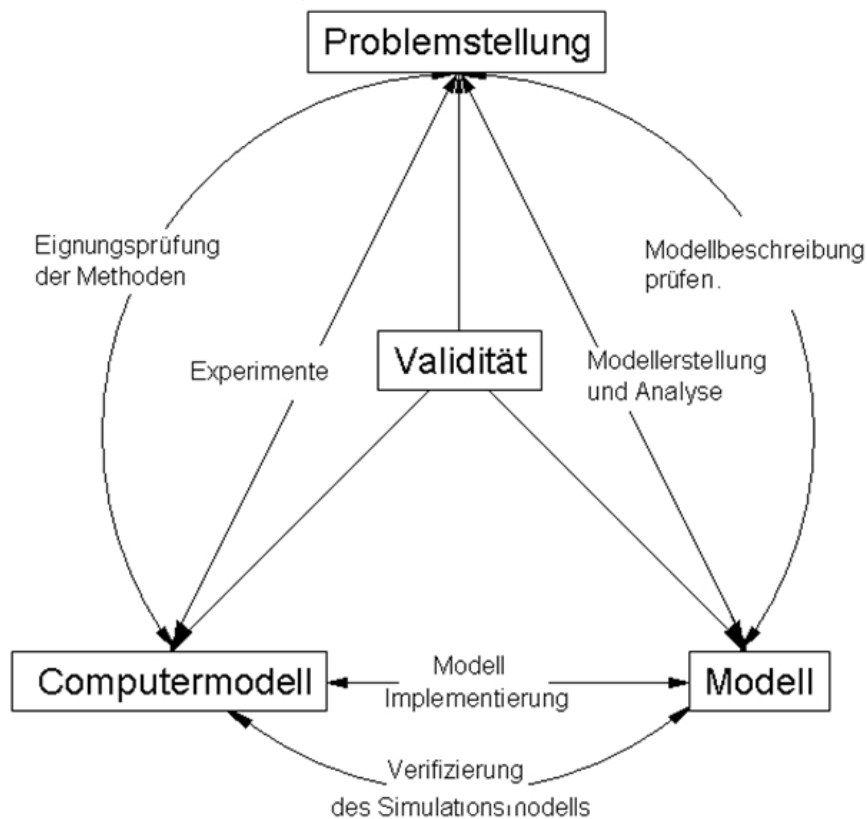 Problemstellung
Eignungsprüfung
der Methoden
Modellbeschreibung
prüfen.
Experimente
Validität
Modellerstellung
und Analyse
Computermodell
Modell
Implementierung
Modell
Verifizierung
des Simulationsmodells